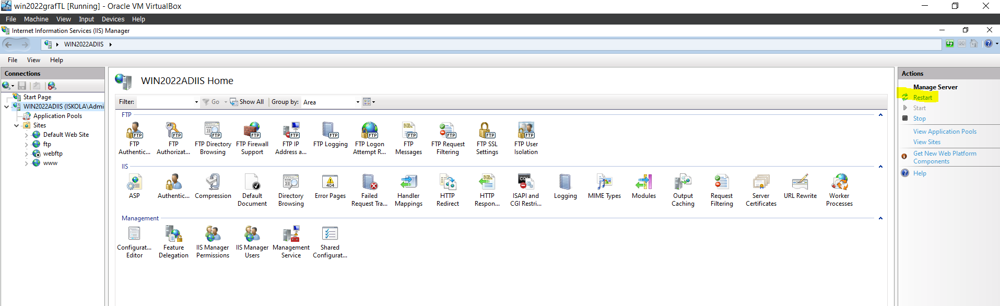 win2022grafTL [Running] - Oracle VM VirtualBox
File Machine View Input Devices Help
Internet Information Services (IIS) Manager
WIN2022ADIIS
File View Help
Connections
Start Page
WIN2022ADIIS (ISKOLA\Admi
Application Pools
Sites
Default Web Site
ftp
webftp
www
WIN2022ADIIS Home
Filter: Go Show All Group by: Area
FTP
FTP Authentic...
FTP Authorizat...
FTP Directory Browsing
FTP Firewall Support
FTP IP Address a...
FTP Logging
FTP Logon Attempt R...
FTP Messages
FTP Request Filtering
FTP SSL Settings
FTP User Isolation
IIS
ASP
Authentic...
Compression
Default Document
Directory Browsing
404
Error Pages
Failed Request Tra...
Handler Mappings
HTTP Redirect
HTTP Respon...
ISAPI and CGI Restri...
Logging
MIME Types
Modules
Output Caching
Request Filtering
Server Certificates
URL Rewrite
Worker Processes
Management
Configurat... Editor
Feature Delegation
IIS Manager Permissions
IIS Manager Users
Management Service
Shared Configurat...
Actions
Manage Server
Restart
Start
Stop
View Application Pools
View Sites
Get New Web Platform
Components
Help